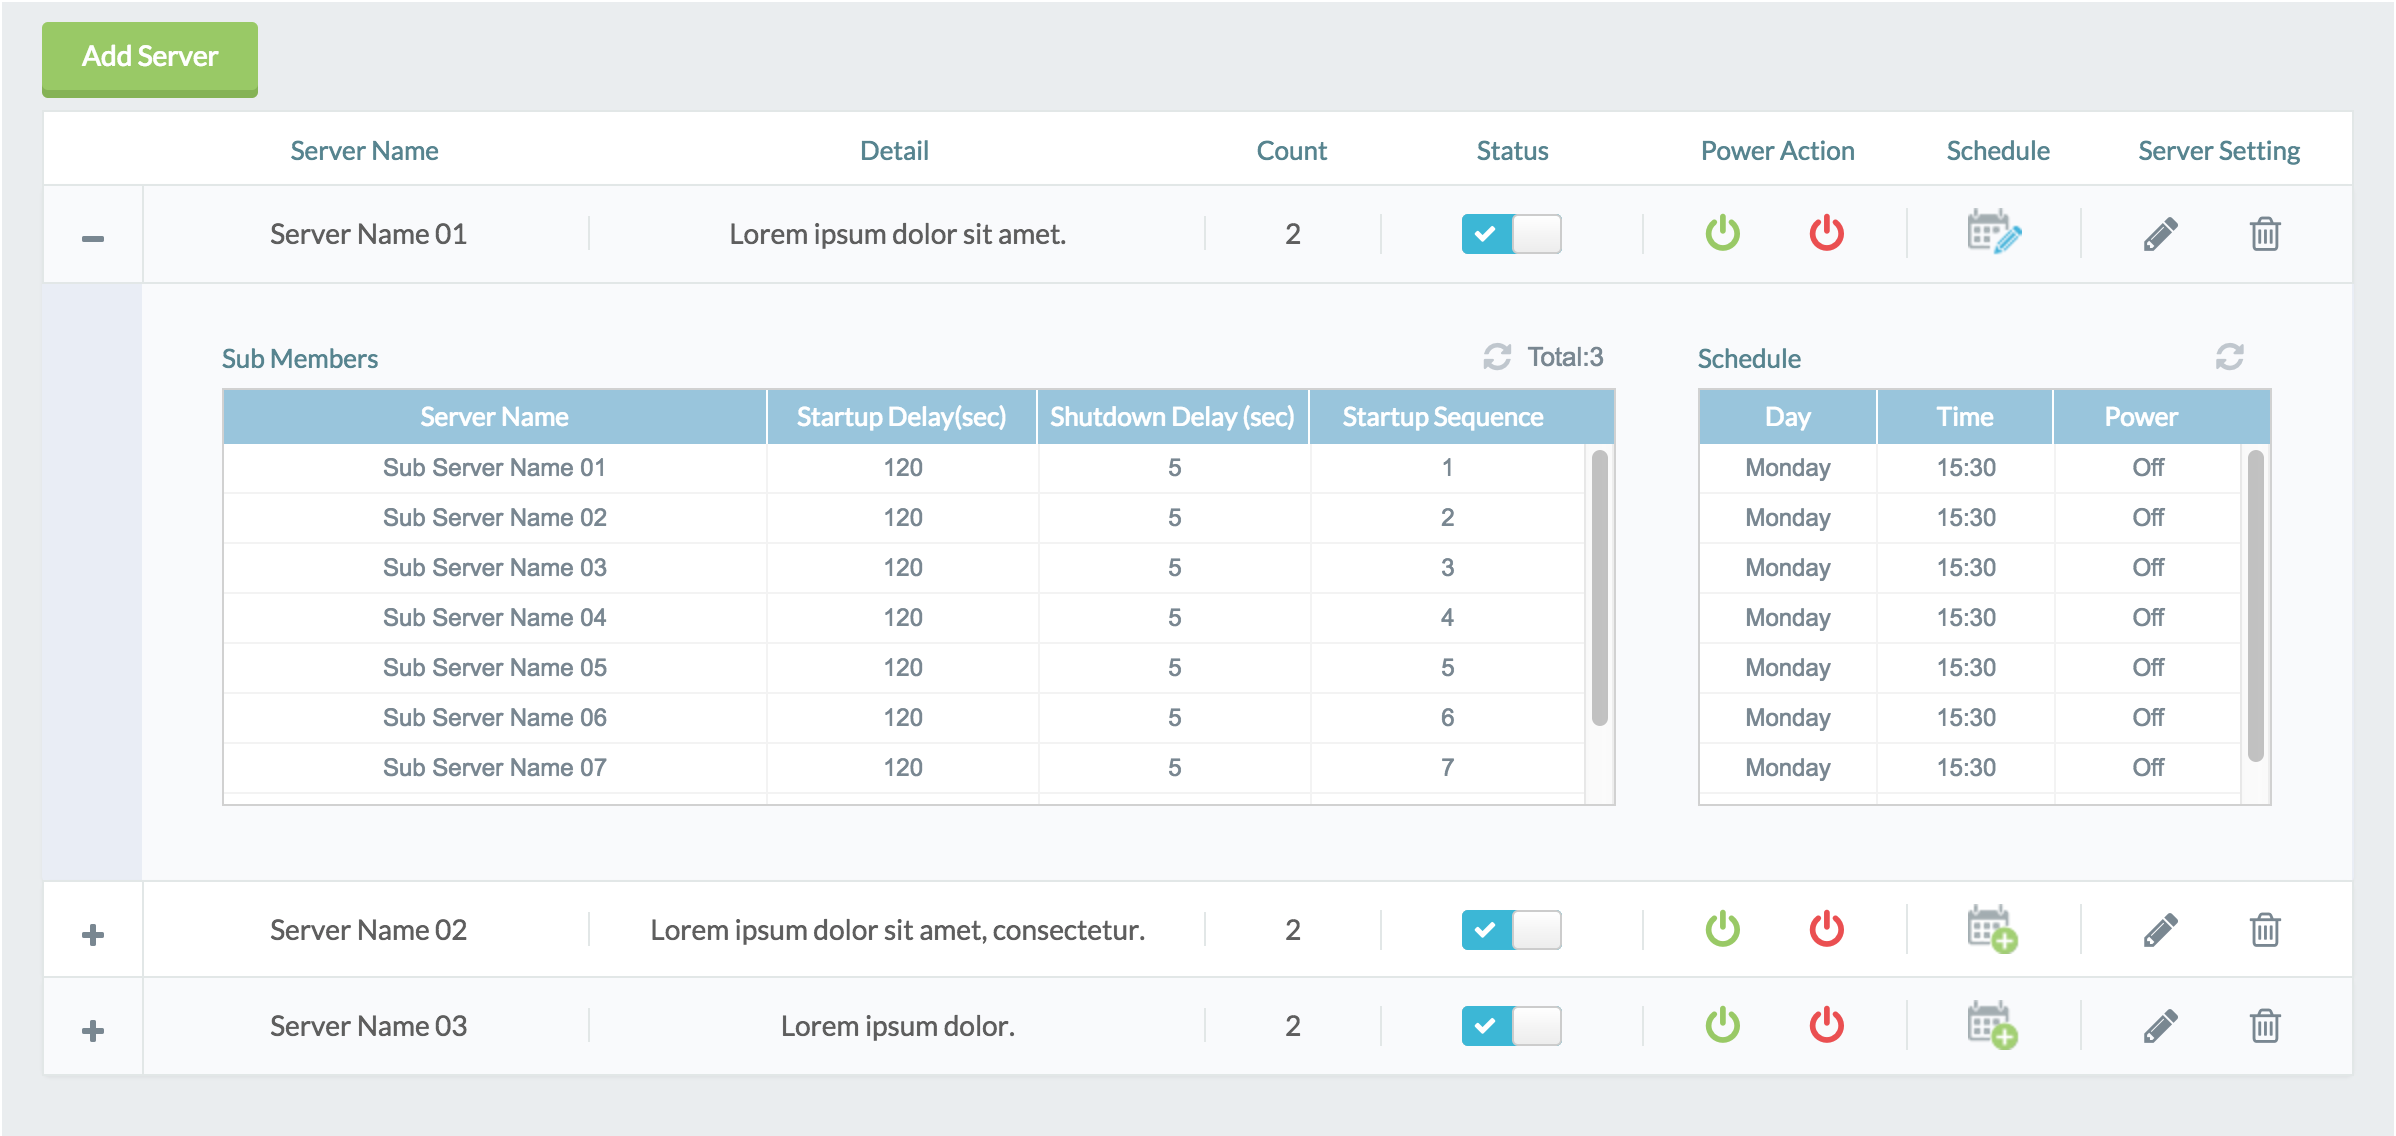 Add Server
Server Name Detail Count Status Power Action Schedule Server Setting
Server Name 01 Lorem ipsum dolor sit amet. 2
Sub Members Total:3 Schedule
Server Name Startup Delay(sec) Shutdown Delay (sec) Startup Sequence Day Time Power
Sub Server Name 01 120 5 1 Monday 15:30 Off
Sub Server Name 02 120 5 2 Monday 15:30 Off
Sub Server Name 03 120 5 3 Monday 15:30 Off
Sub Server Name 04 120 5 4 Monday 15:30 Off
Sub Server Name 05 120 5 5 Monday 15:30 Off
Sub Server Name 06 120 5 6 Monday 15:30 Off
Sub Server Name 07 120 5 7 Monday 15:30 Off
Server Name 02 Lorem ipsum dolor sit amet, consectetur. 2
Server Name 03 Lorem ipsum dolor. 2